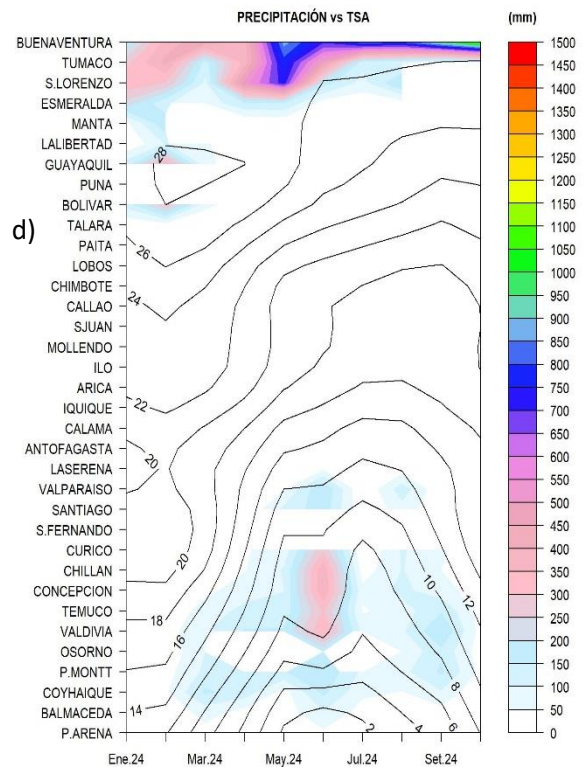 PRECIPITACIÓN vs TSA
(mm)
BUENAVENTURA
TUMACO
S.LORENZO
ESMERALDA
MANTA
LALIBERTAD
GUAYAQUIL
PUNA
BOLIVAR
TALARA
PAITA
LOBOS
CHIMBOTE
CALLAO
SJUAN
MOLLENDO
ILO
ARICA
IQUIQUE
CALAMA
ANTOFAGASTA
LASERENA
VALPARAISO
SANTIAGO
S.FERNANDO
CURICO
CHILLAN
CONCEPCION
TEMUCO
VALDIVIA
OSORNO
P.MONTT
COYHAIQUE
BALMACEDA
P.ARENA
d)
28
26
24
22
20
20
18
16
14
12
10
8
6
4
2
Ene.24 Mar.24 May.24 Jul.24 Set.24
1500
1450
1400
1350
1300
1250
1200
1150
1100
1050
1000
950
900
850
800
750
700
650
600
550
500
450
400
350
300
250
200
150
100
50
0